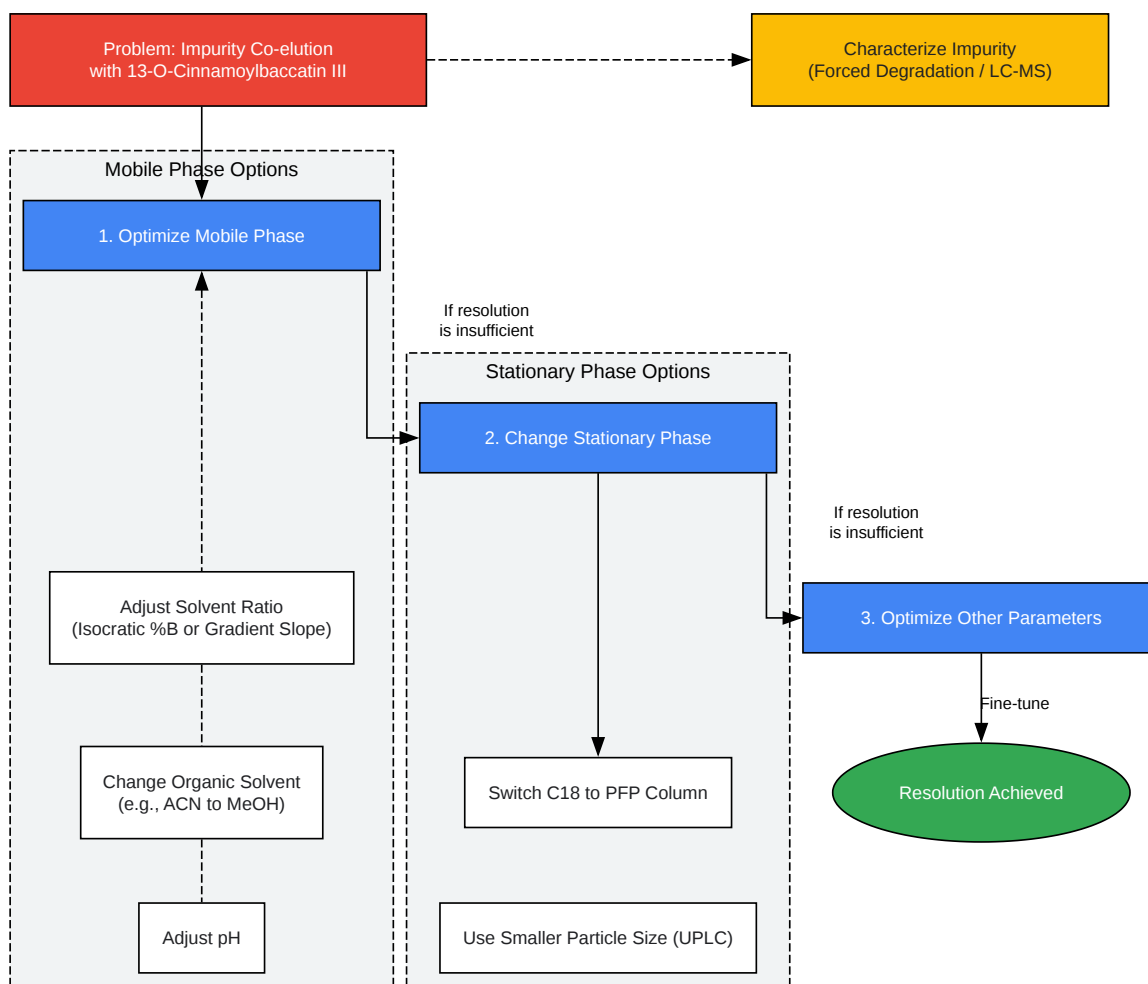 Problem: Impurity Co-elution
with 13-O-Cinnamoylbaccatin III
Characterize Impurity
(Forced Degradation / LC-MS)
Mobile Phase Options
1. Optimize Mobile Phase
If resolution
is insufficient
Stationary Phase Options
2. Change Stationary Phase
If resolution
is insufficient
Adjust Solvent Ratio
(Isocratic %B or Gradient Slope)
3. Optimize Other Parameters
Fine-tune
Change Organic Solvent
(e.g., ACN to MeOH)
Switch C18 to PFP Column
Resolution Achieved
Adjust pH
Use Smaller Particle Size (UPLC)